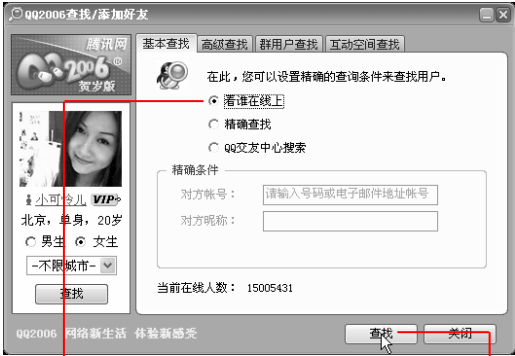 QQ2006查找/添加好友
腾讯网
QQ2006
贺岁版
基本查找 高级查找 群用户查找 互动空间查找
在此，您可以设置精确的查询条件来查找用户。
看谁在线上
精确查找
QQ交友中心搜索
精确条件
对方帐号：
请输入号码或电子邮件地址帐号
对方昵称：
当前在线人数： 15005431
小可怜儿 VIP
北京，单身，20岁
男生 女生
-不限城市-
查找
QQ2006 网络新生活 体验新感受
查找 关闭